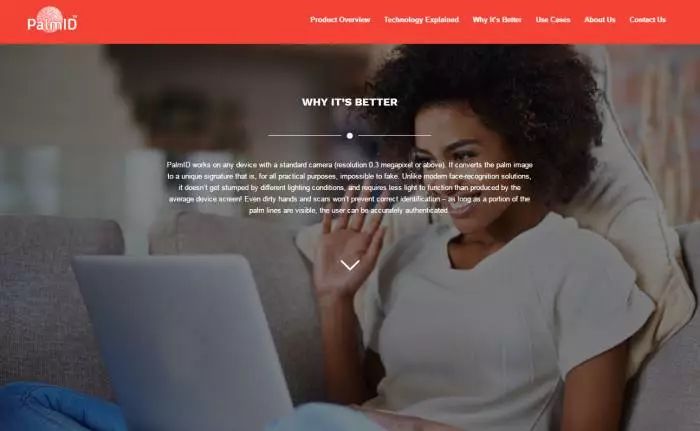 PalmID
Product Overview
Technology Explained
Why It's Better
Use Cases
About Us
Contact Us
WHY IT'S BETTER
PalmID works on any device with a standard camera (resolution 0.3 megapixel or above). It converts the palm image
to a unique signature that is, for all practical purposes, impossible to fake. Unlike modern face-recognition solutions,
it doesn't get stumped by different lighting conditions, and requires less light to function than produced by the
average device screen! Even dirty hands and scars won't prevent correct identification – as long as a portion of the
palm lines are visible, the user can be accurately authenticated.